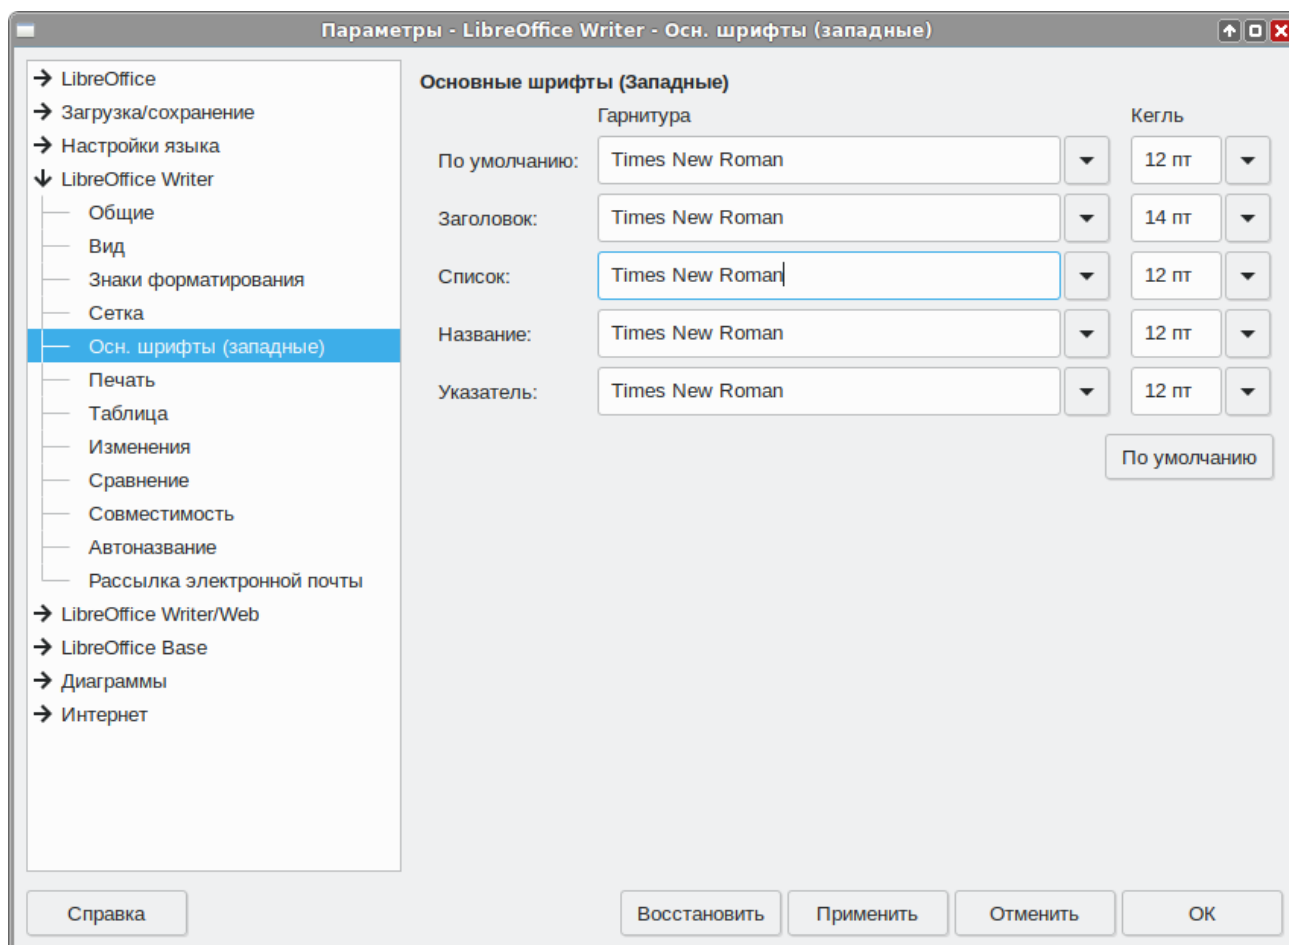 Параметры - LibreOffice Writer - Осн. шрифты (западные)
LibreOffice
Загрузка/сохранение
Настройки языка
LibreOffice Writer
Общие
Вид
Знаки форматирования
Сетка
Осн. шрифты (западные)
Печать
Таблица
Изменения
Сравнение
Совместимость
Автоназвание
Рассылка электронной почты
LibreOffice Writer/Web
LibreOffice Base
Диаграммы
Интернет
Основные шрифты (Западные)
Гарнитура Кегль
По умолчанию: Times New Roman 12 пт
Заголовок: Times New Roman 14 пт
Список: Times New Roman 12 пт
Название: Times New Roman 12 пт
Указатель: Times New Roman 12 пт
По умолчанию
Справка Восстановить Применить Отменить ОК